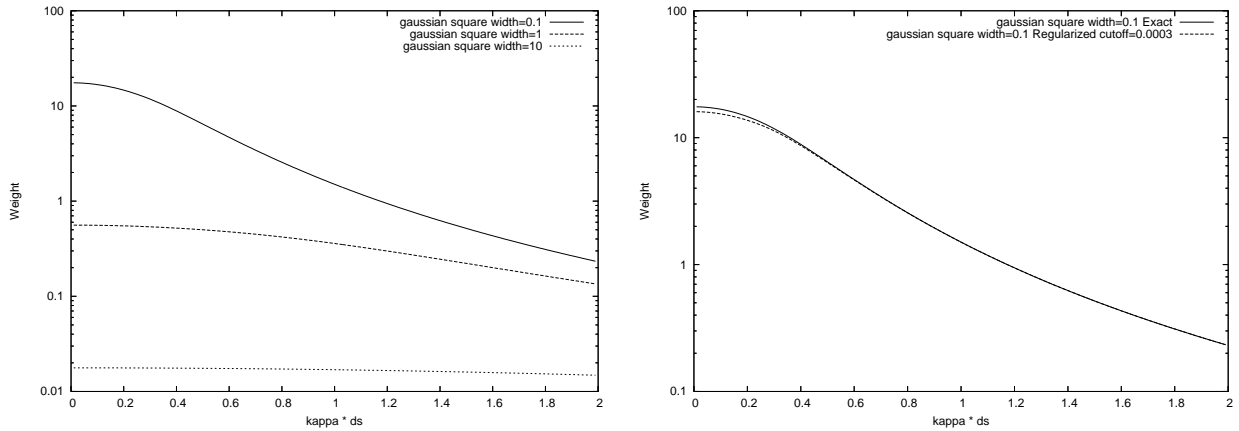 100
10
1
0.1
0.01
Weight
gaussian square width=0.1
gaussian square width=1
gaussian square width=10
0 0.2 0.4 0.6 0.8 1 1.2 1.4 1.6 1.8 2
kappa * ds
100
10
1
0.1
Weight
gaussian square width=0.1 Exact
gaussian square width=0.1 Regularized cutoff=0.0003
0 0.2 0.4 0.6 0.8 1 1.2 1.4 1.6 1.8 2
kappa * ds